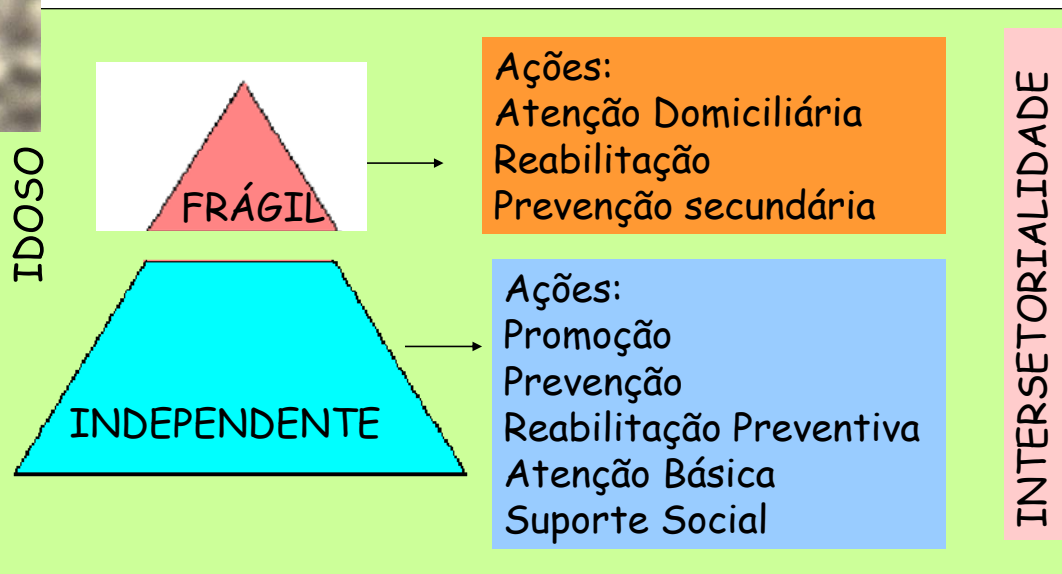 IDOSO
FRÁGIL
Ações:
Atenção Domiciliária
Reabilitação
Prevenção secundária
INDEPENDENTE
Ações:
Promoção
Prevenção
Reabilitação Preventiva
Atenção Básica
Suporte Social
INTERSETORIALIDADE